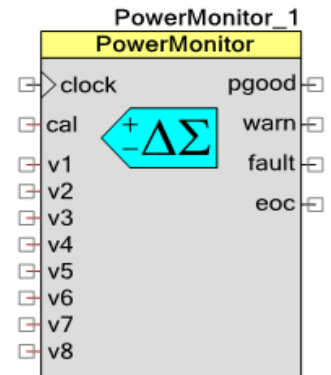 PowerMonitor_1
PowerMonitor
clock pgood
cal + − ΔΣ warn
v1 fault
v2
v3 eoc
v4
v5
v6
v7
v8